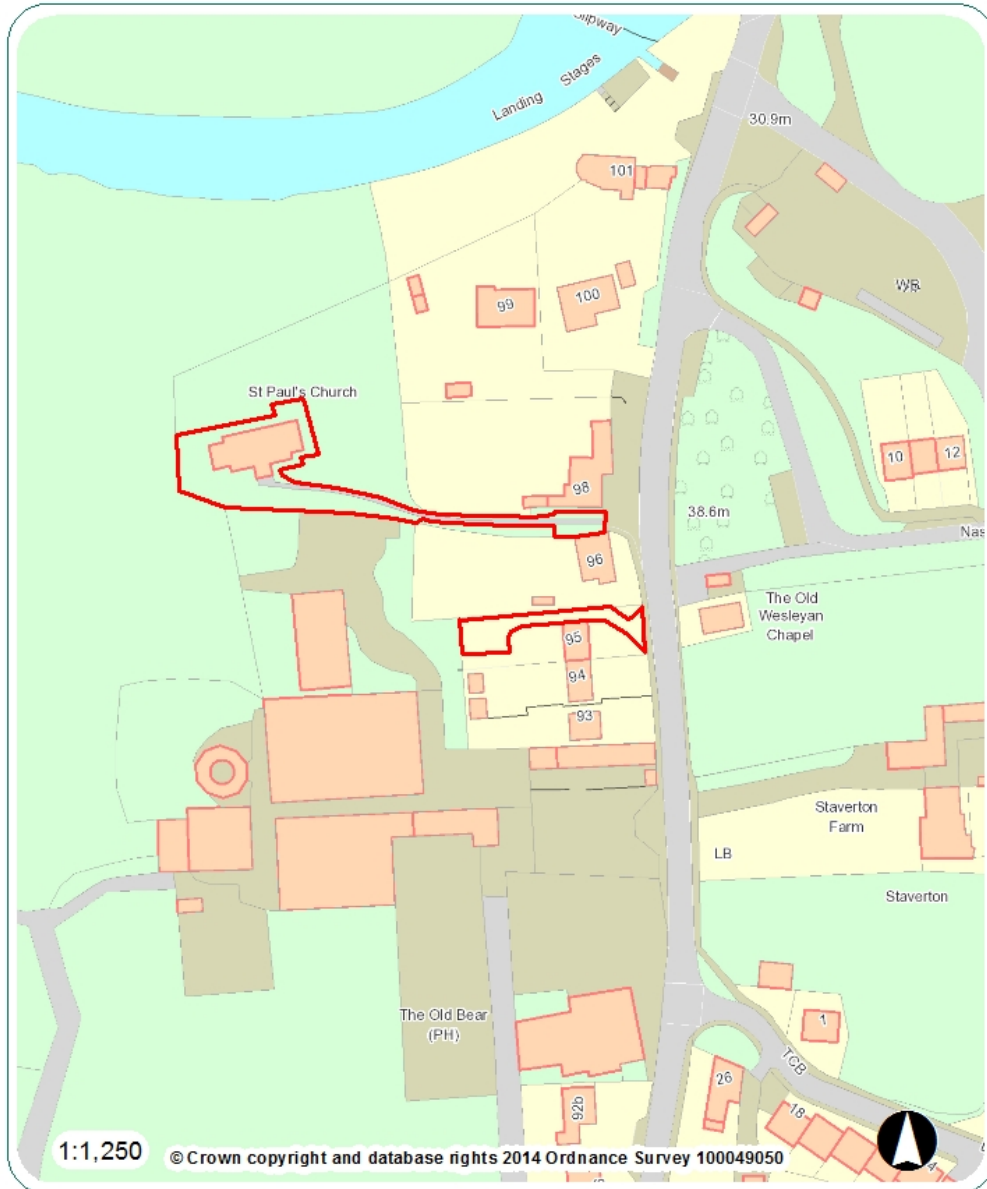 Slipway
Landing Stages
30.9m
101
WB
99
100
St Paul's Church
10
12
98
38.6m
96
The Old
Wesleyan
Chapel
95
94
93
Staverton
Farm
LB
Staverton
The Old Bear
(PH)
1
TCB
26
18
92b
4
1:1,250
© Crown copyright and database rights 2014 Ordnance Survey 100049050